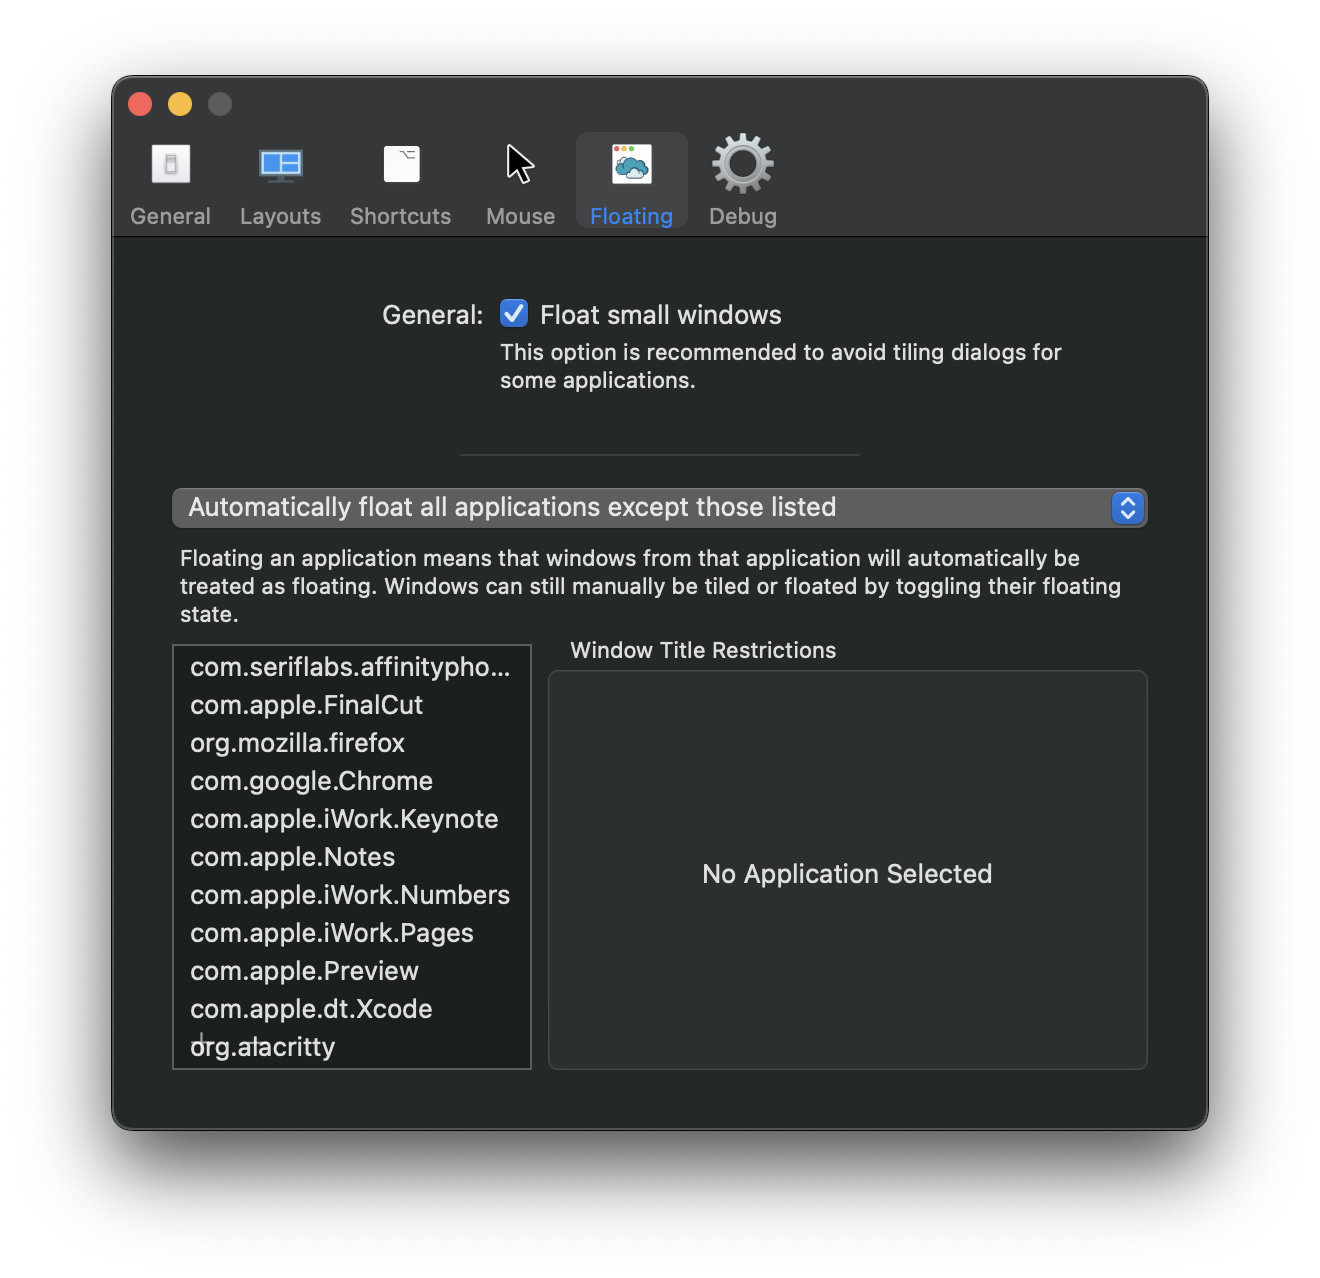 General
Layouts
Shortcuts
Mouse
Floating
Debug
General:
Float small windows
This option is recommended to avoid tiling dialogs for
some applications.
Automatically float all applications except those listed
Floating an application means that windows from that application will automatically be
treated as floating. Windows can still manually be tiled or floated by toggling their floating
state.
com.seriflabs.affinitypho...
com.apple.FinalCut
org.mozilla.firefox
com.google.Chrome
com.apple.iWork.Keynote
com.apple.Notes
com.apple.iWork.Numbers
com.apple.iWork.Pages
com.apple.Preview
com.apple.dt.Xcode
org.alacritty
Window Title Restrictions
No Application Selected